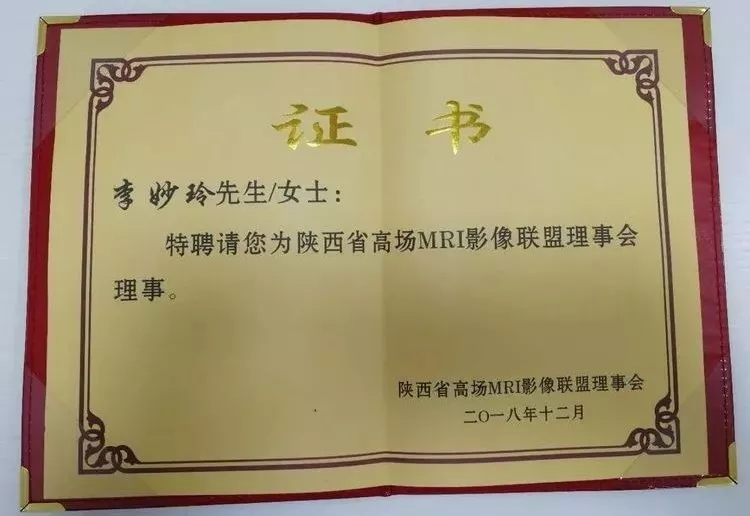 证书
李妙玲先生/女士：
特聘请您为陕西省高场MRI影像联盟理事会
理事。
陕西省高场MRI影像联盟理事会
二〇一八年十二月